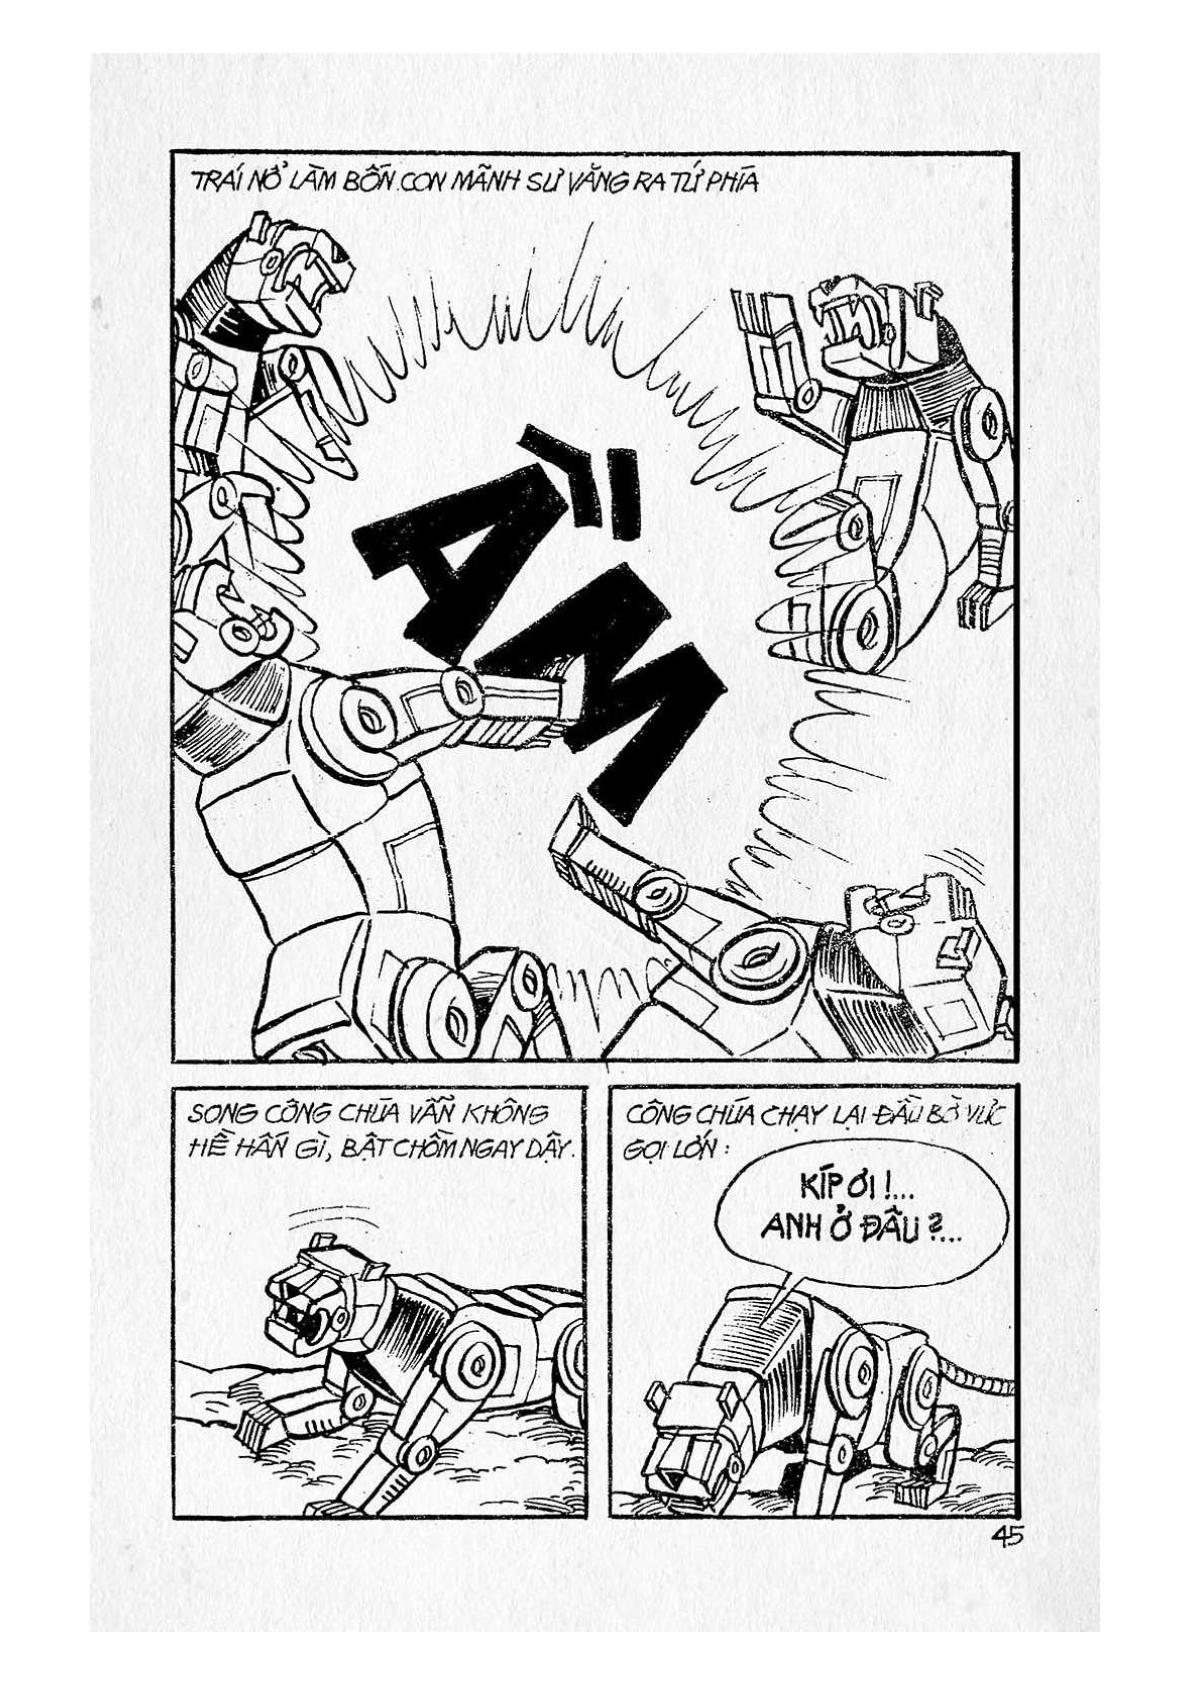 TRÁI NỔ LÀM BỐN CON MÃNH SƯ VĂNG RA TỨ PHÍA
ẦM
SONG CÔNG CHÚA VẪN KHÔNG
HỀ HẤN GÌ, BẬT CHỒM NGAY DẬY.
CÔNG CHÚA CHẠY LẠI ĐẦU BỜ VỰC
GỌI LỚN :
KÍP ƠI !...
ANH Ở ĐÂU ?...
45